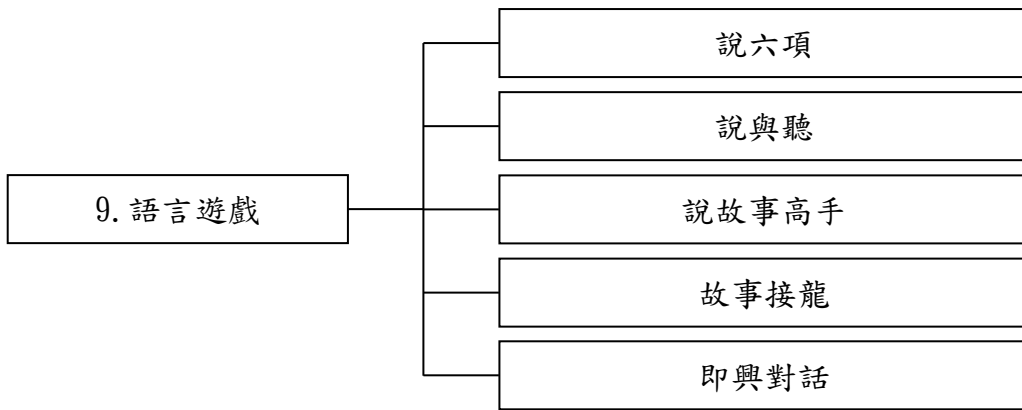 9.語言遊戲
說六項
說與聽
說故事高手
故事接龍
即興對話